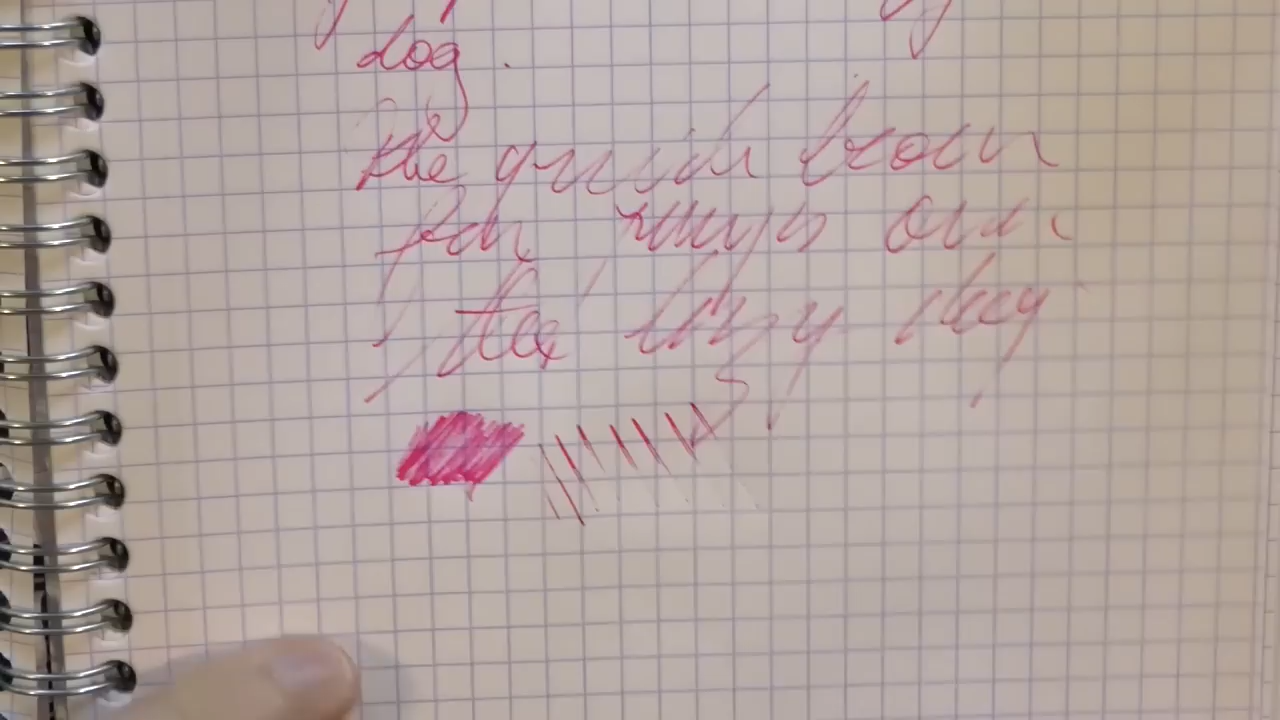 dog.
The quick brown
fox jumps over
the lazy dog